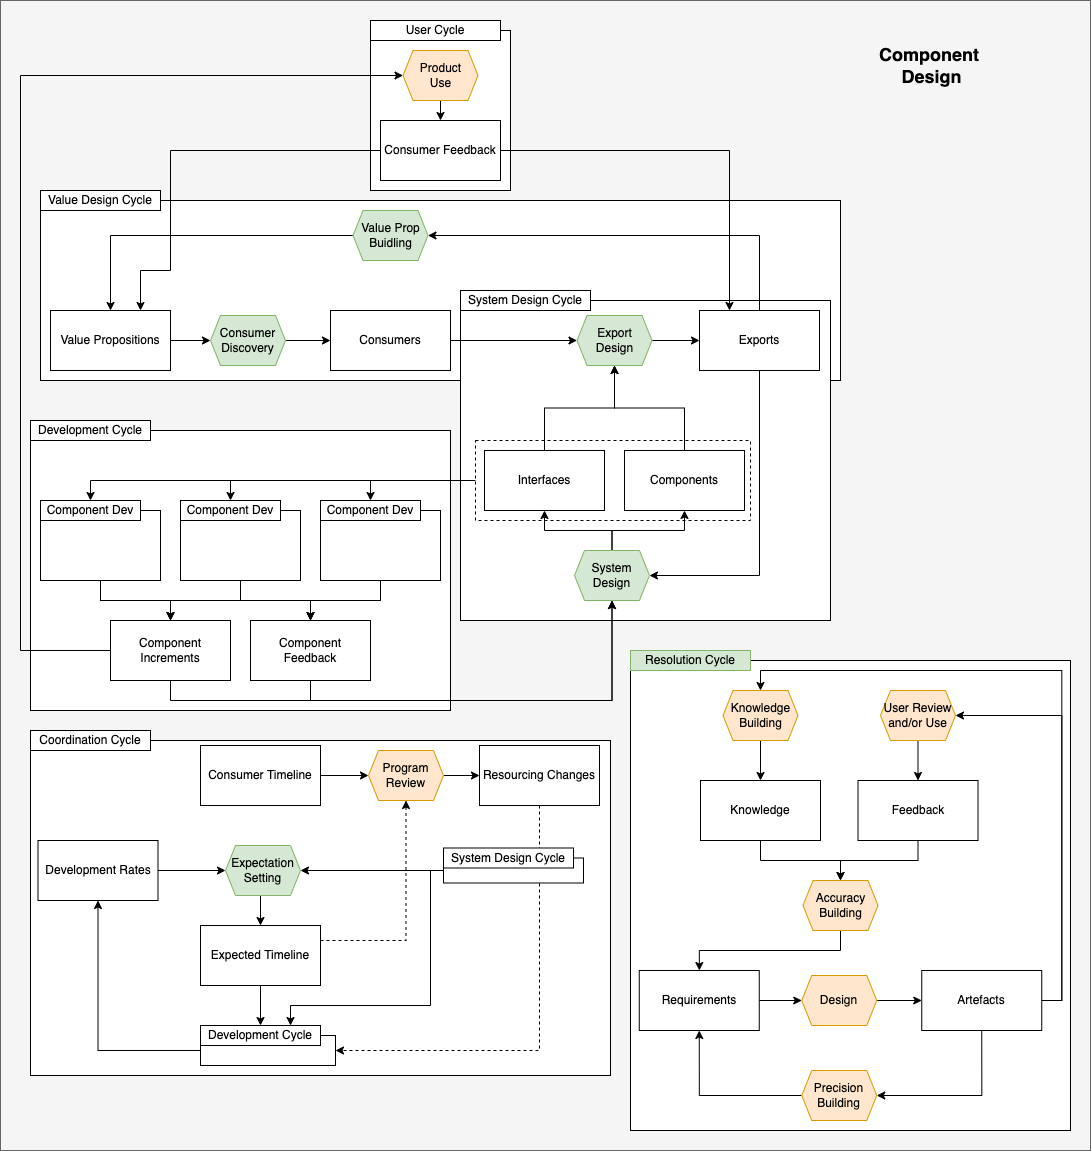 User Cycle
Component
Design
Product
Use
Consumer Feedback
Value Design Cycle
Value Prop
Buidling
System Design Cycle
Value Propositions
Consumer
Discovery
Consumers
Export
Design
Exports
Development Cycle
Interfaces
Components
Component Dev
Component Dev
Component Dev
System
Design
Component
Increments
Component
Feedback
Resolution Cycle
Knowledge
Building
User Review
and/or Use
Knowledge
Feedback
Accuracy
Building
Requirements
Design
Artefacts
Precision
Building
Coordination Cycle
Consumer Timeline
Program
Review
Resourcing Changes
Development Rates
Expectation
Setting
System Design Cycle
Expected Timeline
Development Cycle